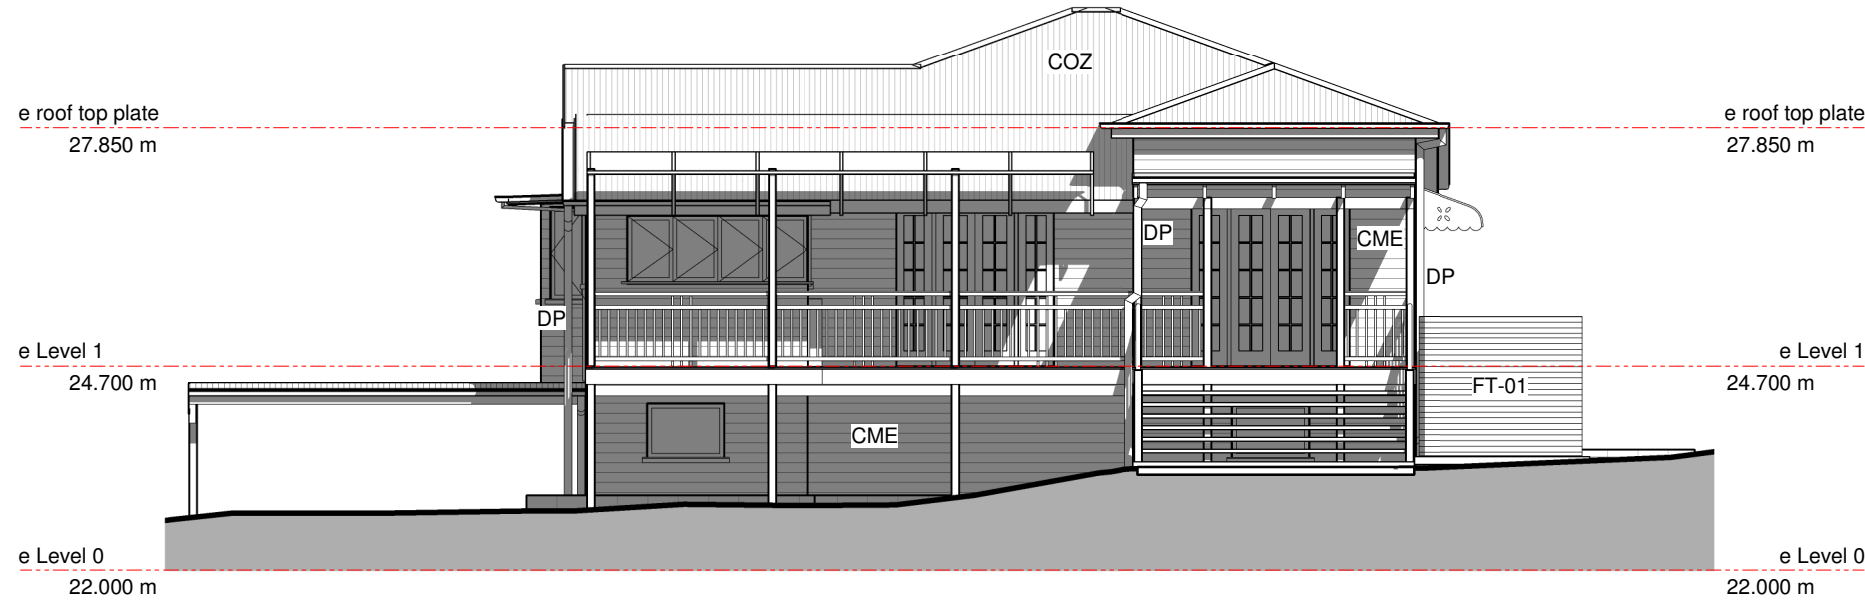 COZ
e roof top plate
27.850 m
e roof top plate
27.850 m
DP
CME
DP
DP
e Level 1
24.700 m
e Level 1
24.700 m
FT-01
CME
e Level 0
22.000 m
e Level 0
22.000 m